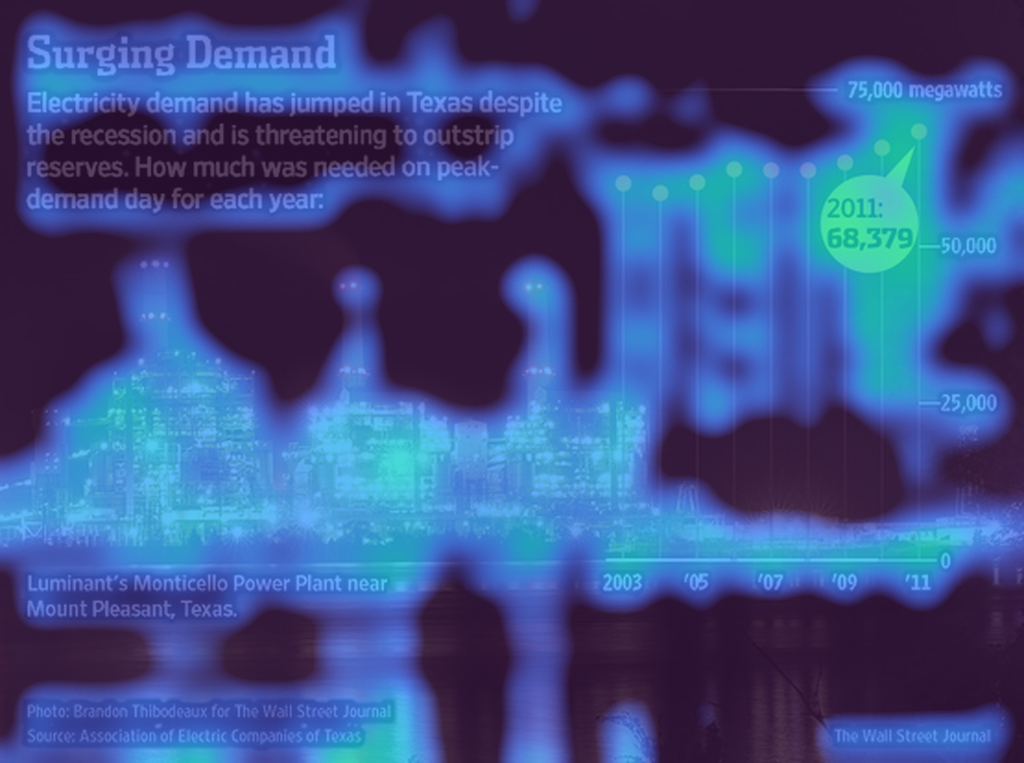 Surging Demand
Electricity demand has jumped in Texas despite
the recession and is threatening to outstrip
reserves. How much was needed on peak-
demand day for each year:
75,000 megawatts
2011:
68,379
50,000
25,000
0
2003 '05 '07 '09 '11
Luminant's Monticello Power Plant near
Mount Pleasant, Texas.
Photo: Brandon Thibodeaux for The Wall Street Journal
Source: Association of Electric Companies of Texas
The Wall Street Journal